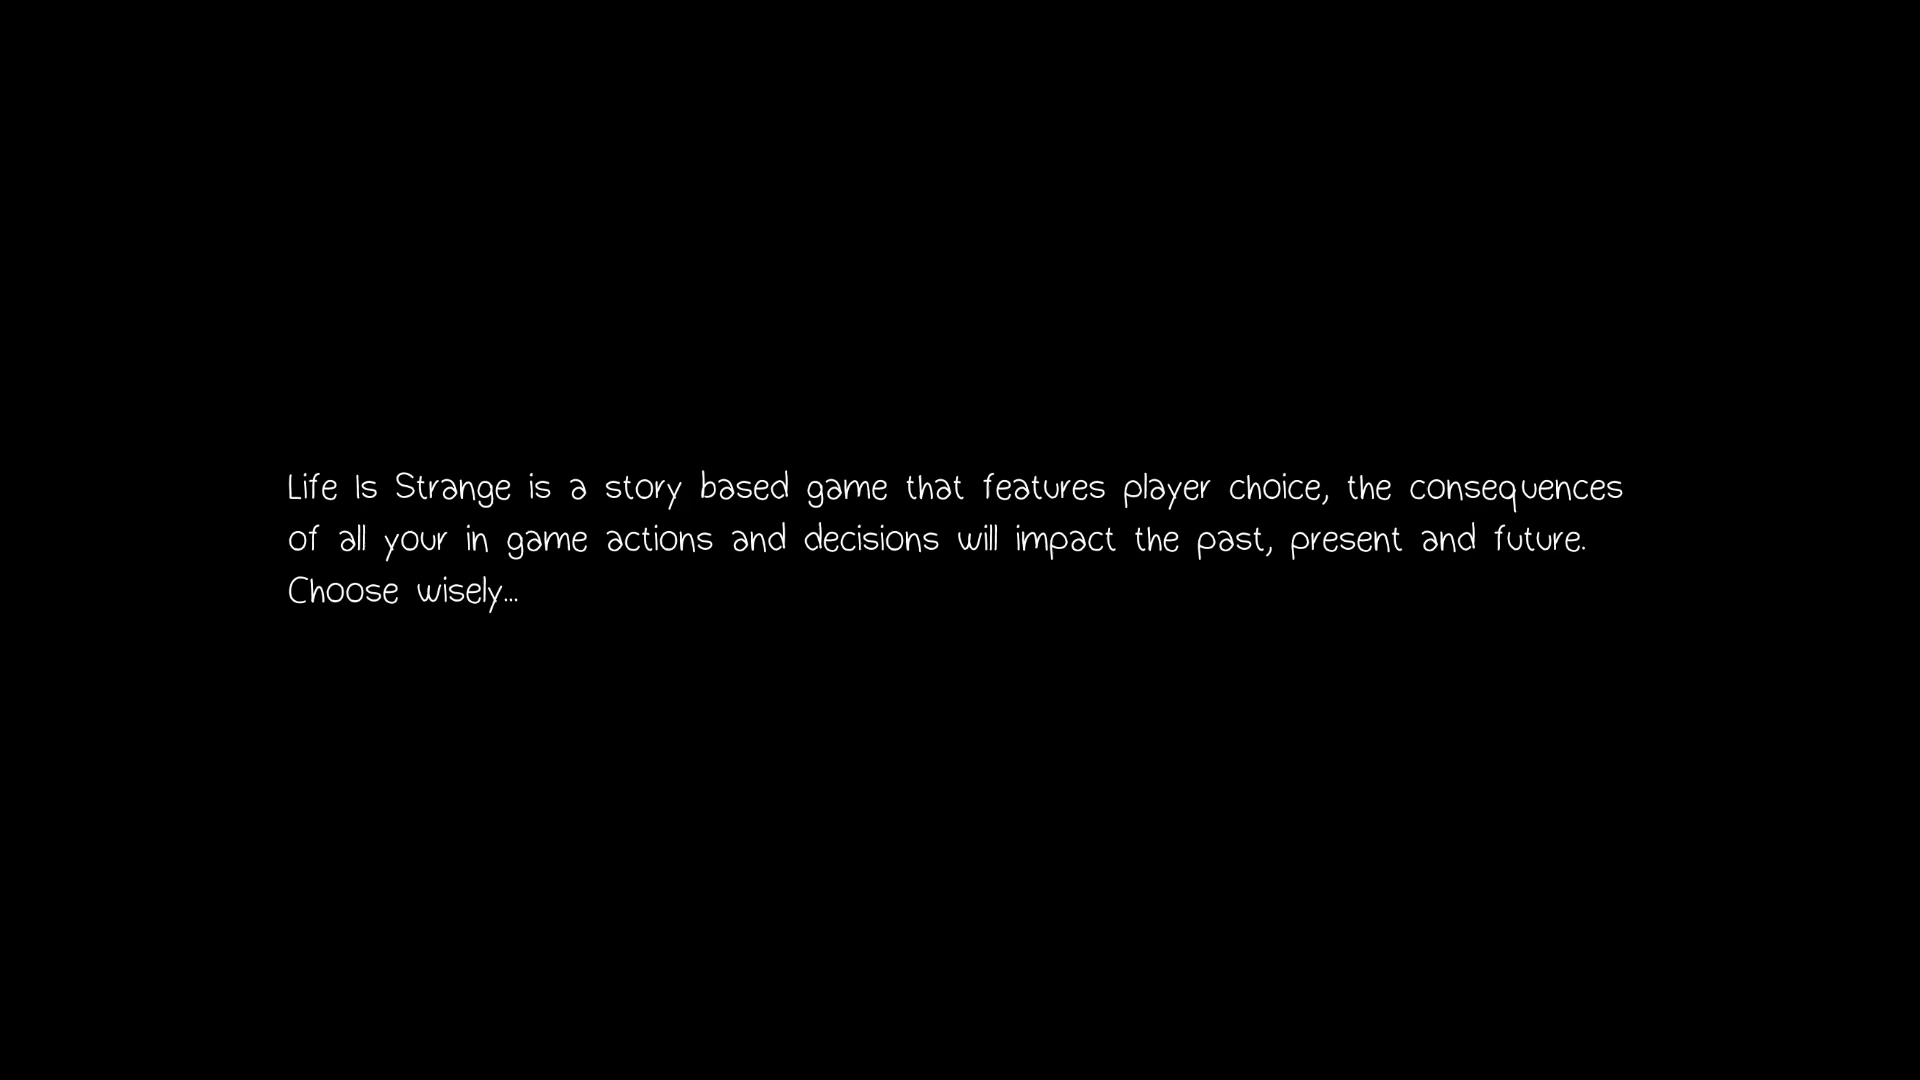 Life Is Strange is a story based game that features player choice, the consequences
of all your in game actions and decisions will impact the past, present and future.
Choose wisely...